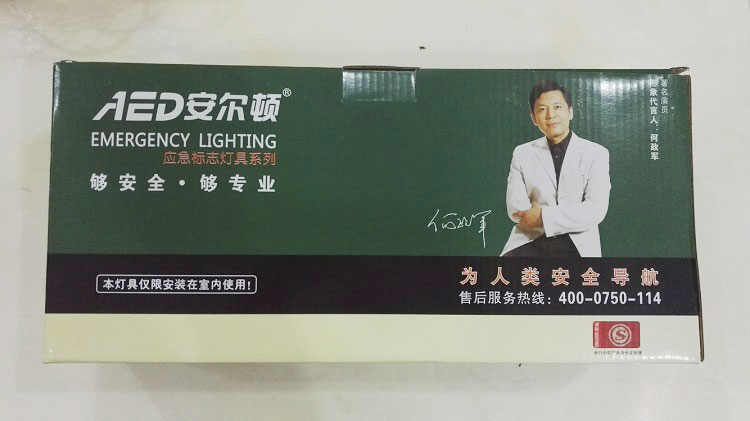 AED安尔顿®
EMERGENCY LIGHTING
应急标志灯具系列
够安全·够专业
著名演员
形象代言人：何政军
何政军
本灯具仅限安装在室内使用！
为人类安全导航
售后服务热线：400-0750-114